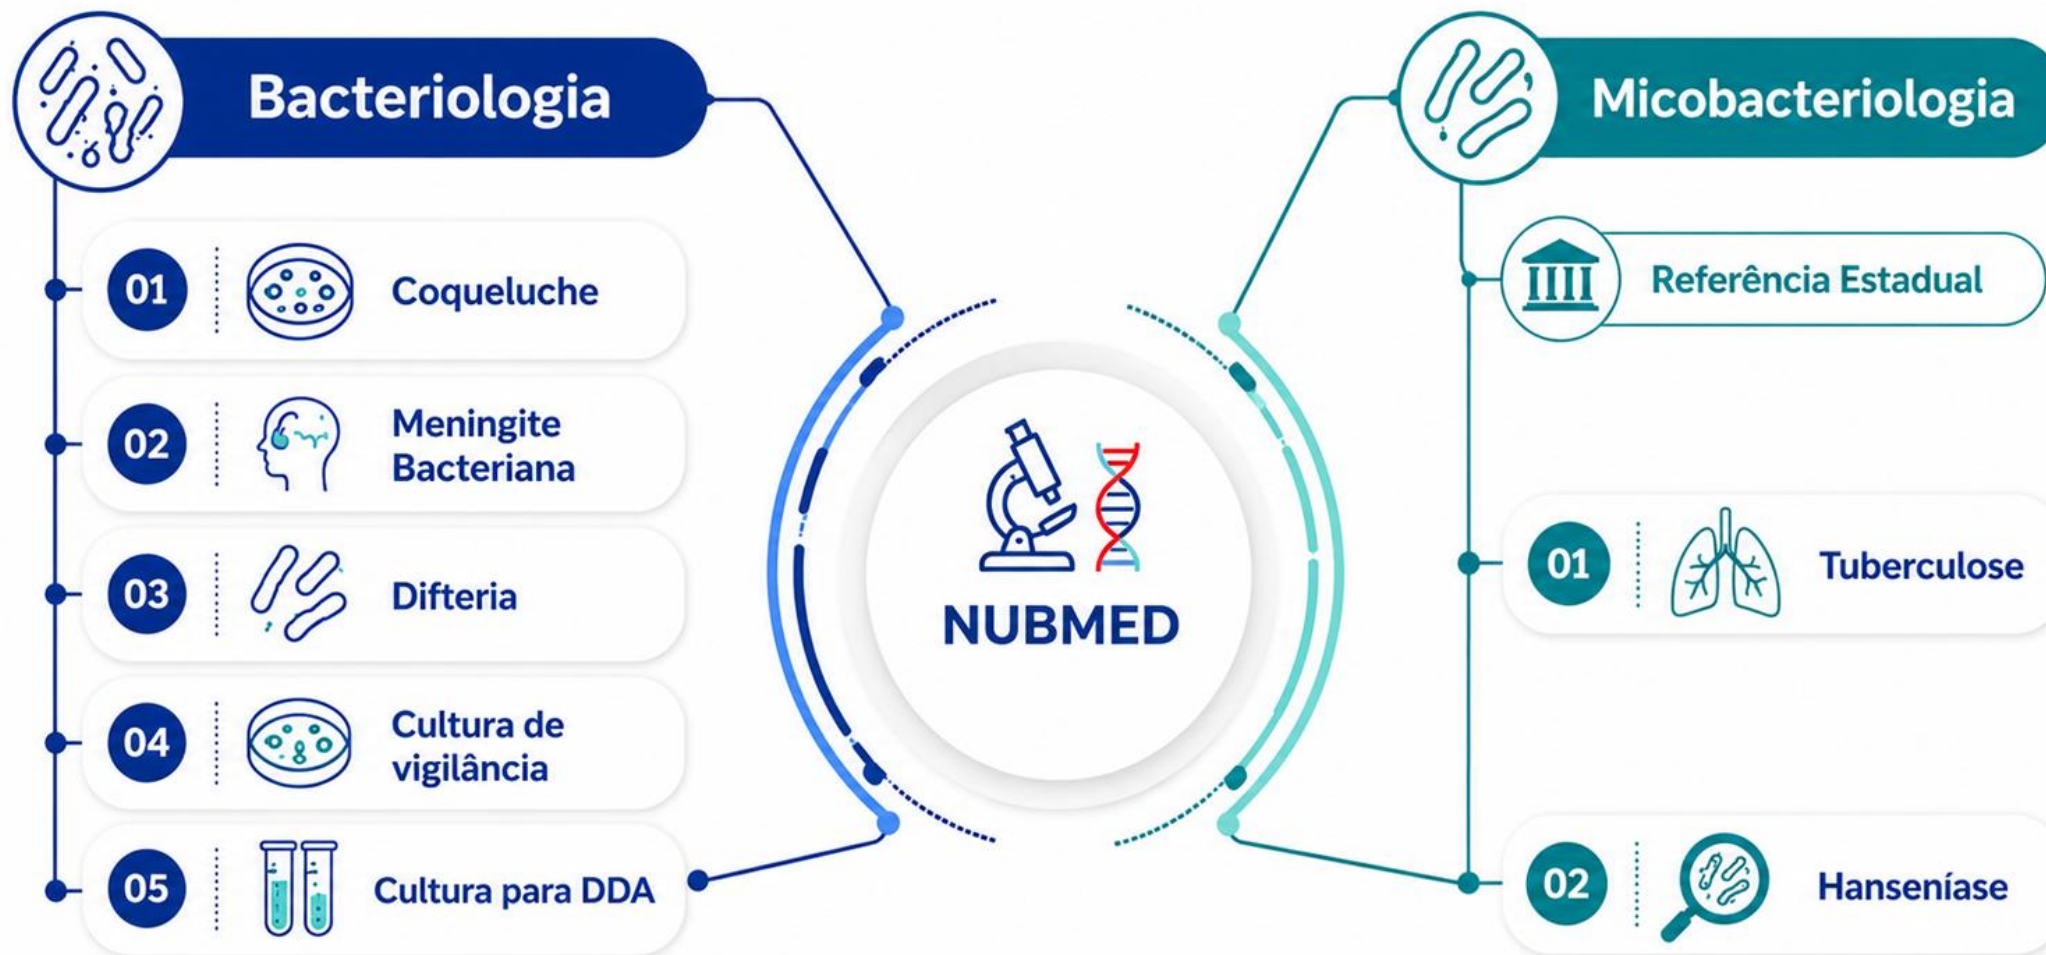 Bacteriologia
01
Coqueluche
02
Meningite
Bacteriana
03
Difteria
04
Cultura de
vigilância
05
Cultura para DDA
NUBMED
Micobacteriologia
Referência Estadual
01
Tuberculose
02
Hanseníase